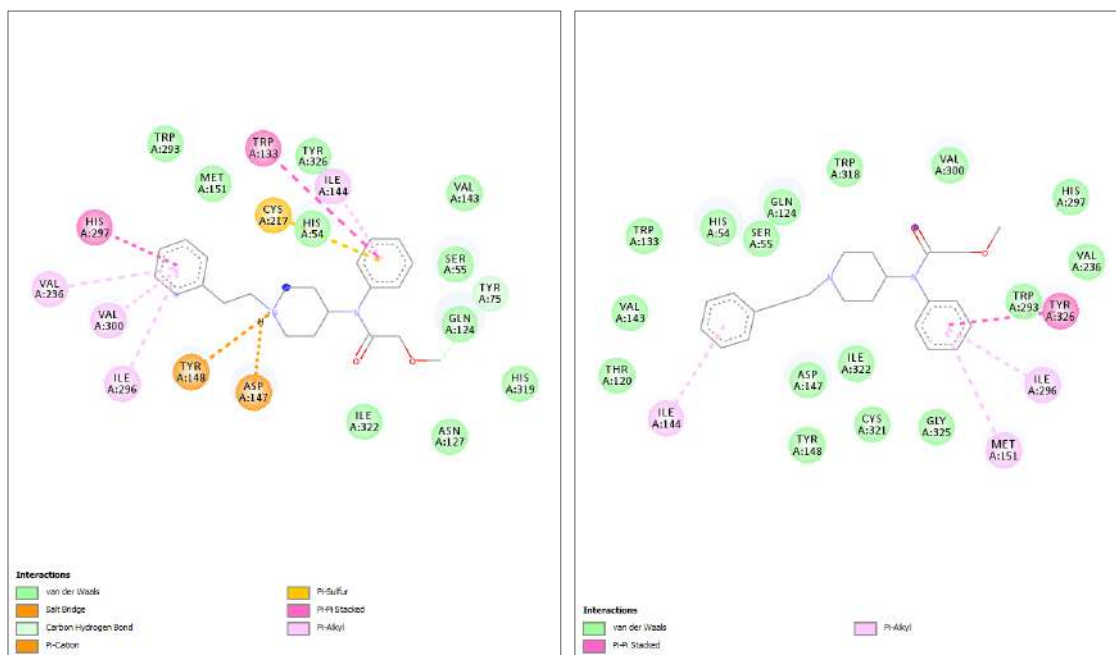 TRP
A:293
TRP
A:133
TYR
A:326
MET
A:151
ILE
A:144
VAL
A:143
CYS
A:217
HIS
A:54
HIS
A:297
SER
A:55
TYR
A:75
VAL
A:236
GLN
A:124
VAL
A:300
TYR
A:148
ASP
A:147
ILE
A:296
HIS
A:319
ILE
A:322
ASN
A:127
N
H
N
O
O
Interactions
van der Waals
Salt Bridge
Carbon Hydrogen Bond
Pi-Cation
Pi-Sulfur
Pi-Pi Stacked
Pi-Alkyl
TRP
A:318
VAL
A:300
GLN
A:124
HIS
A:297
HIS
A:54
SER
A:55
TRP
A:133
VAL
A:236
TRP
A:293
TYR
A:326
VAL
A:143
THR
A:120
ILE
A:322
ASP
A:147
ILE
A:296
ILE
A:144
CYS
A:321
GLY
A:325
TYR
A:148
MET
A:151
O
O
N
N
Interactions
van der Waals
Pi-Pi Stacked
Pi-Alkyl